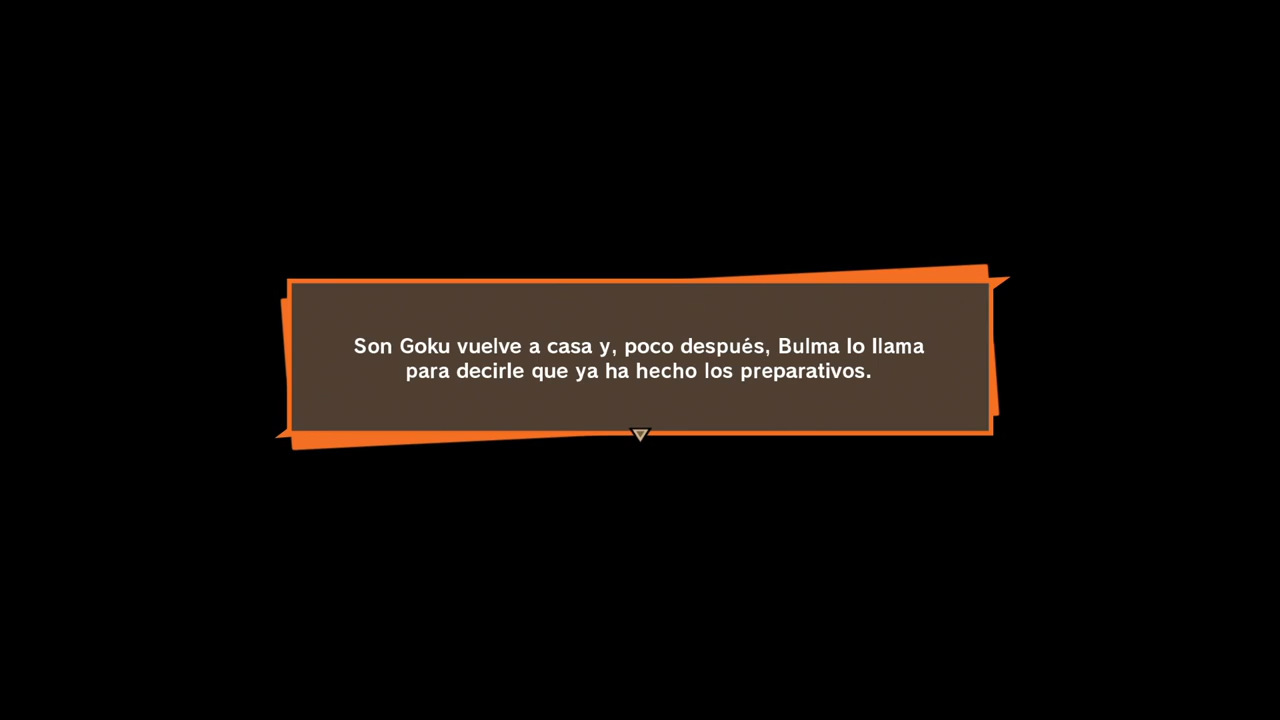 Son Goku vuelve a casa y, poco después, Bulma lo llama
para decirle que ya ha hecho los preparativos.